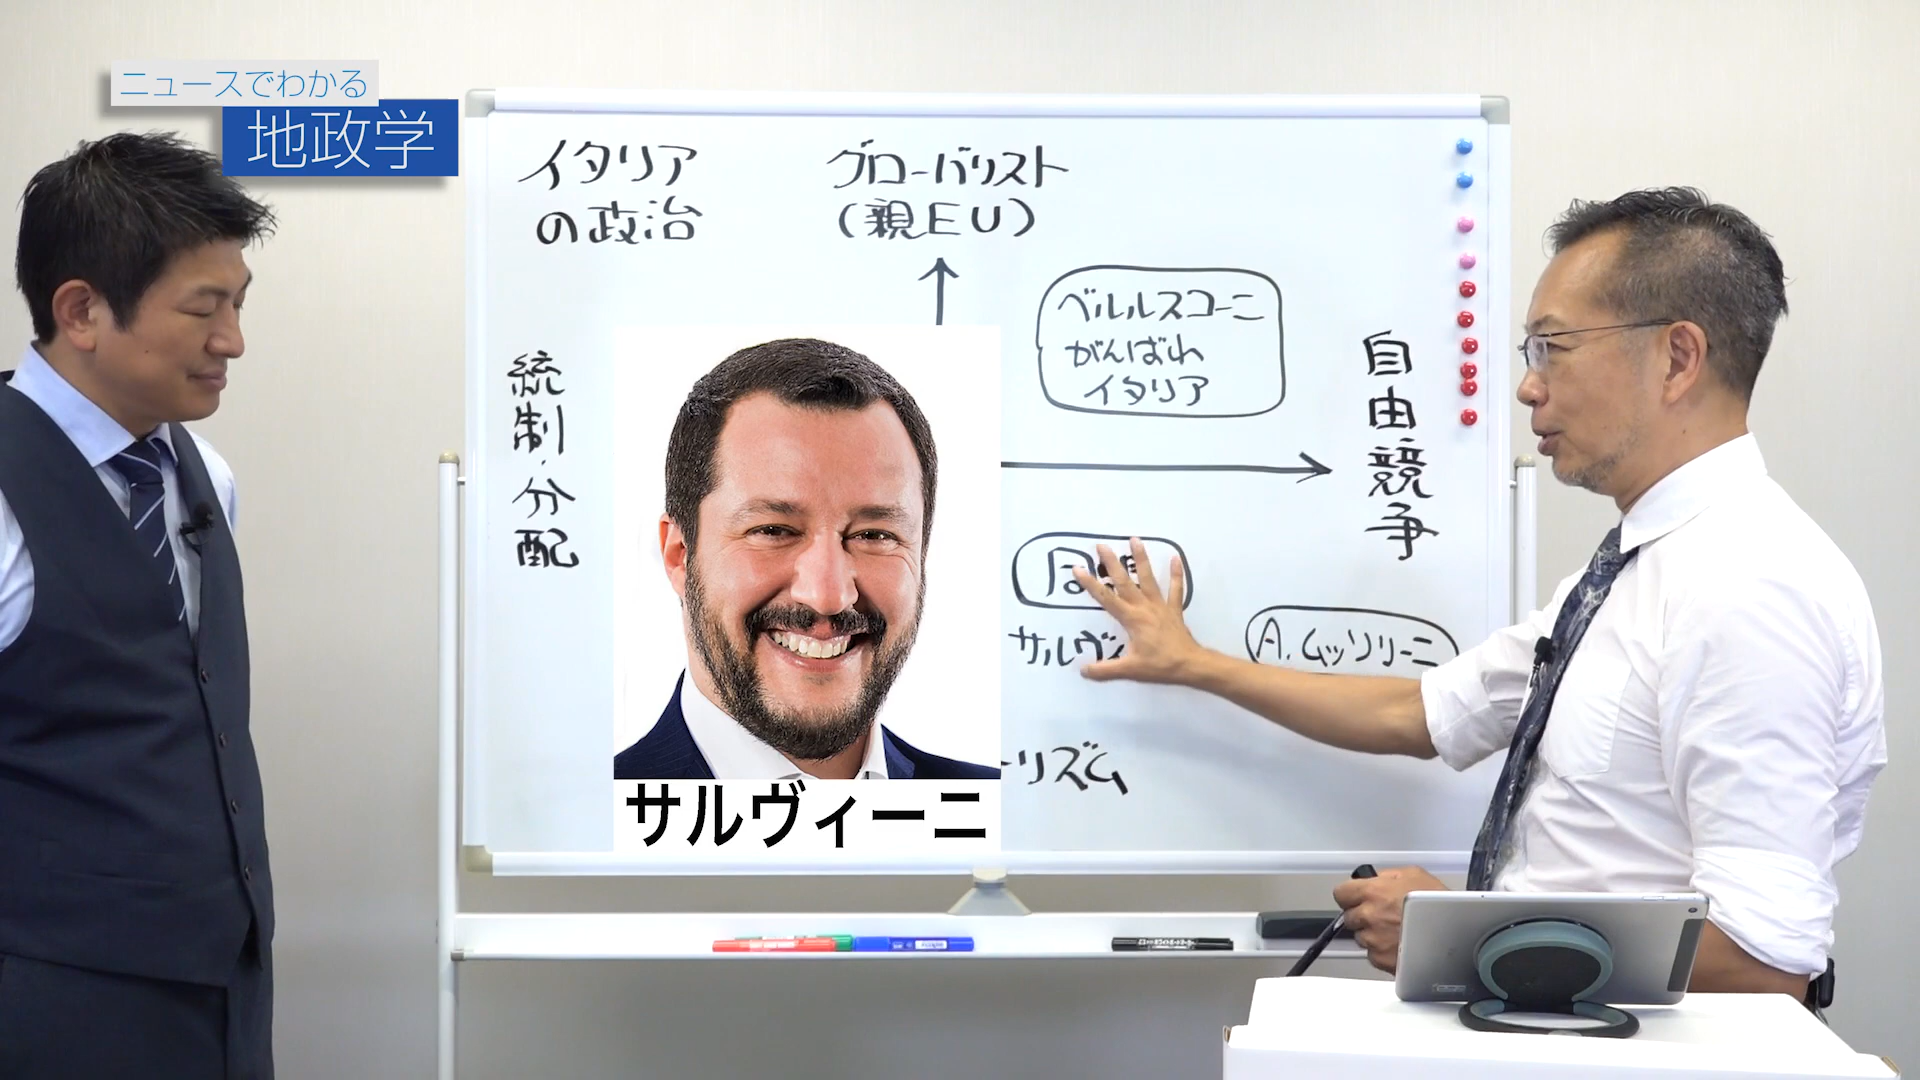 ニュースでわかる
地政学
イタリア
の政治
グローバリスト
(親EU)
ベルルスコーニ
がんばれ
イタリア
統制・分配
自由競争
サルヴィ
A.ムッソリーニ
ーリズム
サルヴィーニ